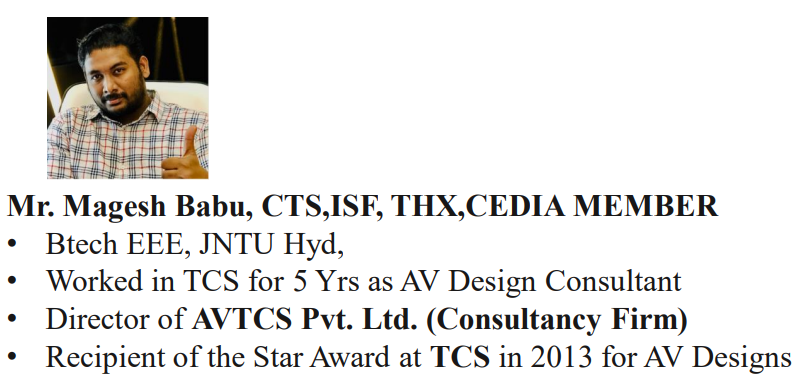 Mr. Magesh Babu, CTS,ISF, THX,CEDIA MEMBER
• Btech EEE, JNTU Hyd,
• Worked in TCS for 5 Yrs as AV Design Consultant
• Director of AVTCS Pvt. Ltd. (Consultancy Firm)
• Recipient of the Star Award at TCS in 2013 for AV Designs